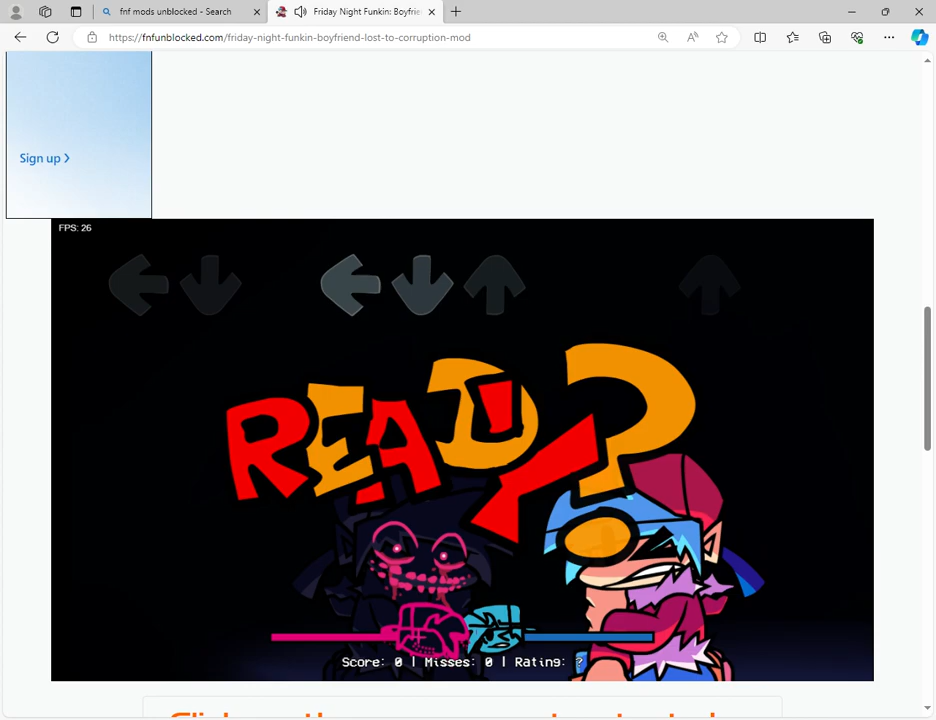 fnf mods unblocked - Search
Friday Night Funkin: Boyfrie
https://fnfunblocked.com/friday-night-funkin-boyfriend-lost-to-corruption-mod
Sign up
FPS: 26
READY?
Score: 0 | Misses: 0 | Rating: ?